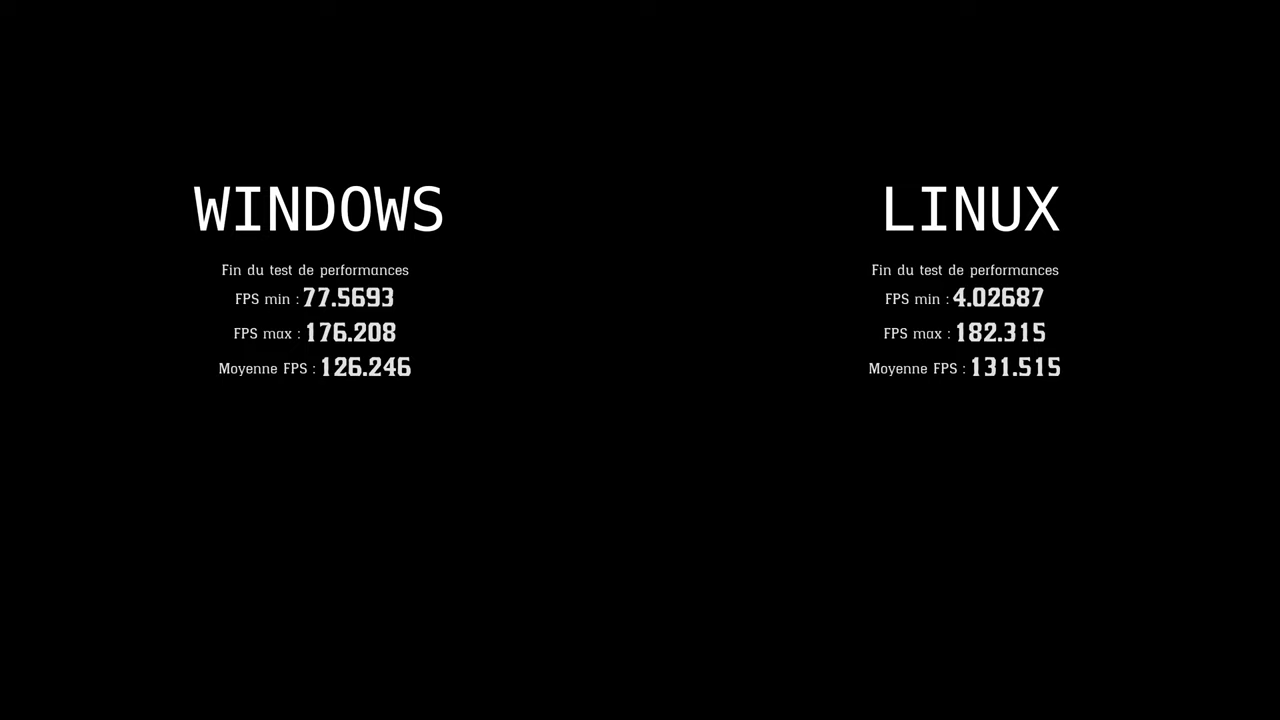 WINDOWS
Fin du test de performances
FPS min : 77.5693
FPS max : 176.208
Moyenne FPS : 126.246
LINUX
Fin du test de performances
FPS min : 4.02687
FPS max : 182.315
Moyenne FPS : 131.515